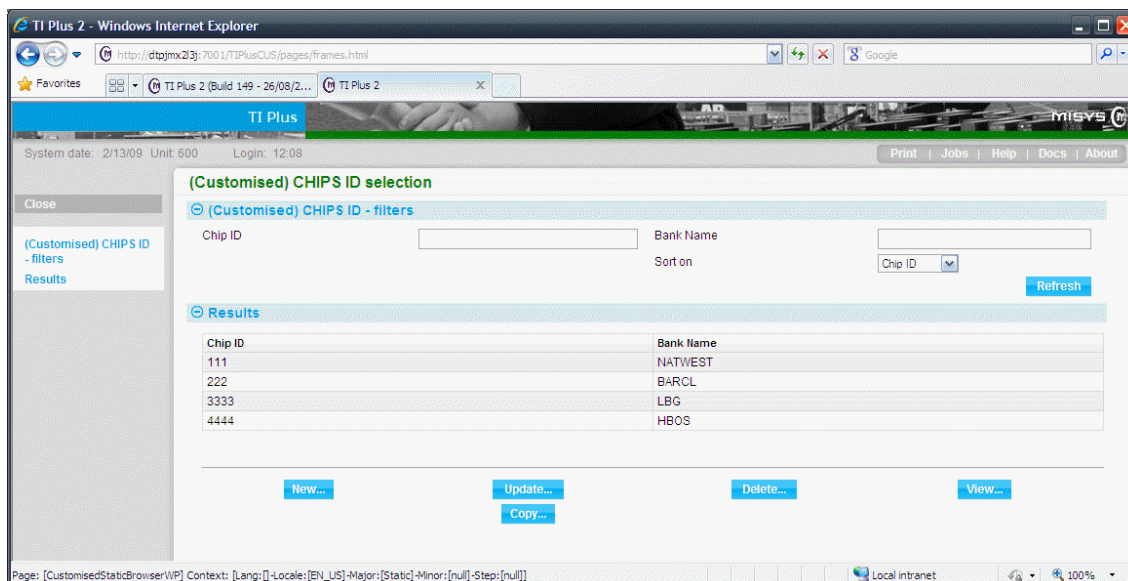 TI Plus 2 - Windows Internet Explorer
http://dtpjmx2l3j:7001/TIPlusCUS/pages/frames.html
Google
Favorites
TI Plus 2 (Build 149 - 26/08/2...
TI Plus 2
TI Plus
MISYS
System date: 2/13/09 Unit: 600 Login: 12:08
Print | Jobs | Help | Docs | About
Close
(Customised) CHIPS ID
- filters
Results
(Customised) CHIPS ID selection
(Customised) CHIPS ID - filters
Chip ID
Bank Name
Sort on
Chip ID
Refresh
Results
Chip ID Bank Name
111 NATWEST
222 BARCL
3333 LBG
4444 HBOS
New... Update... Delete... View...
Copy...
Page: [CustomisedStaticBrowserWP] Context: [Lang:[]-Locale:[EN_US]-Major:[Static]-Minor:[null]-Step:[null]]
Local intranet
100%